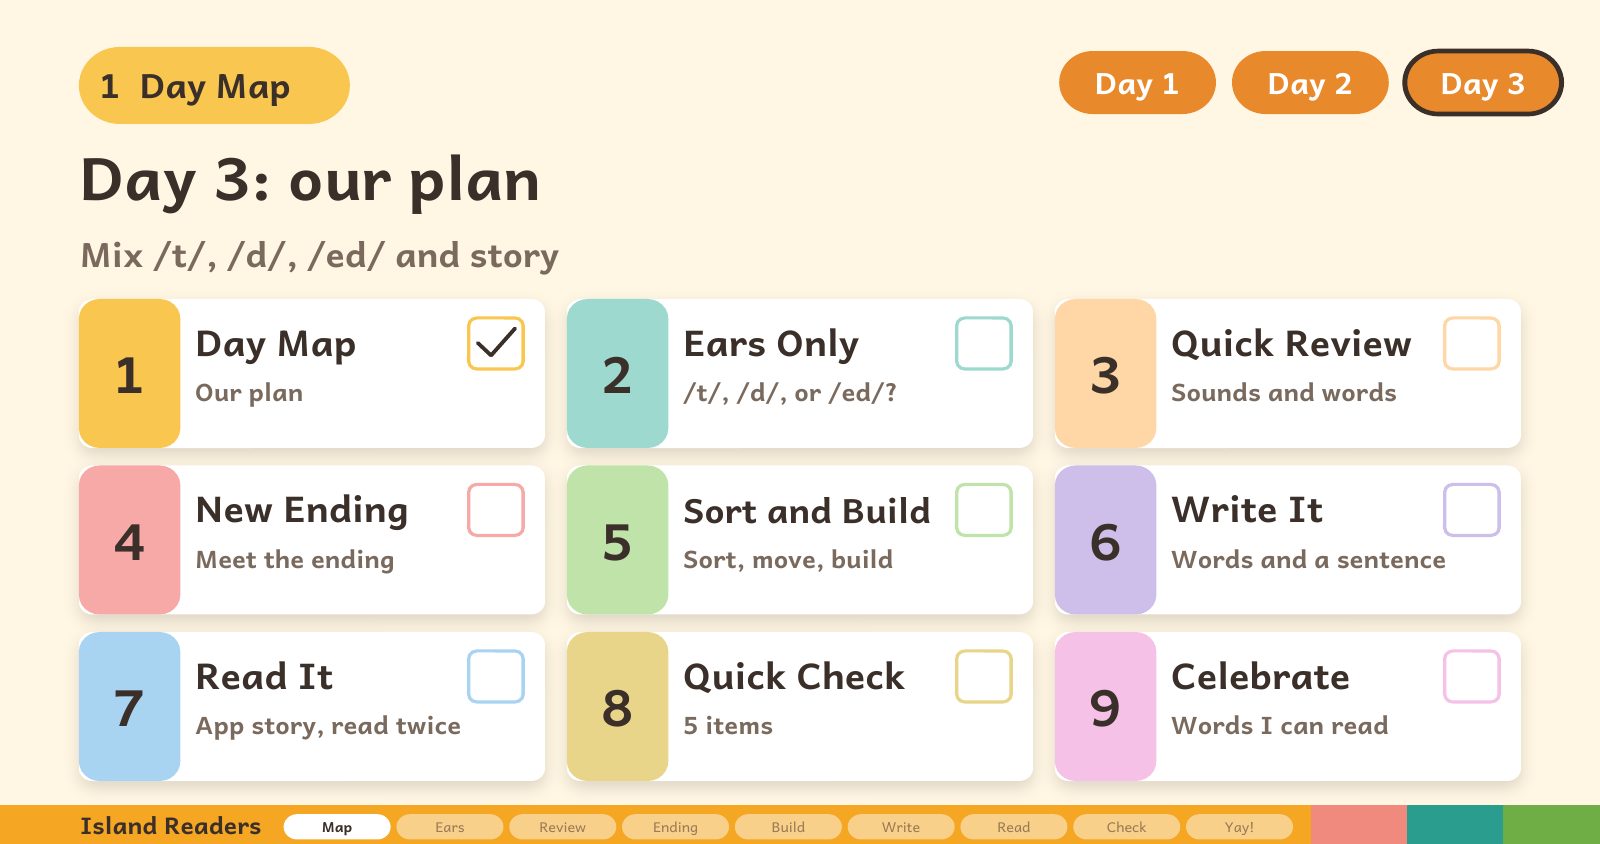 1 Day Map
Day 1
Day 2
Day 3
Day 3: our plan
Mix /t/, /d/, /ed/ and story
1
Day Map
Our plan
2
Ears Only
/t/, /d/, or /ed/?
3
Quick Review
Sounds and words
4
New Ending
Meet the ending
5
Sort and Build
Sort, move, build
6
Write It
Words and a sentence
7
Read It
App story, read twice
8
Quick Check
5 items
9
Celebrate
Words I can read
Island Readers
Map
Ears
Review
Ending
Build
Write
Read
Check
Yay!